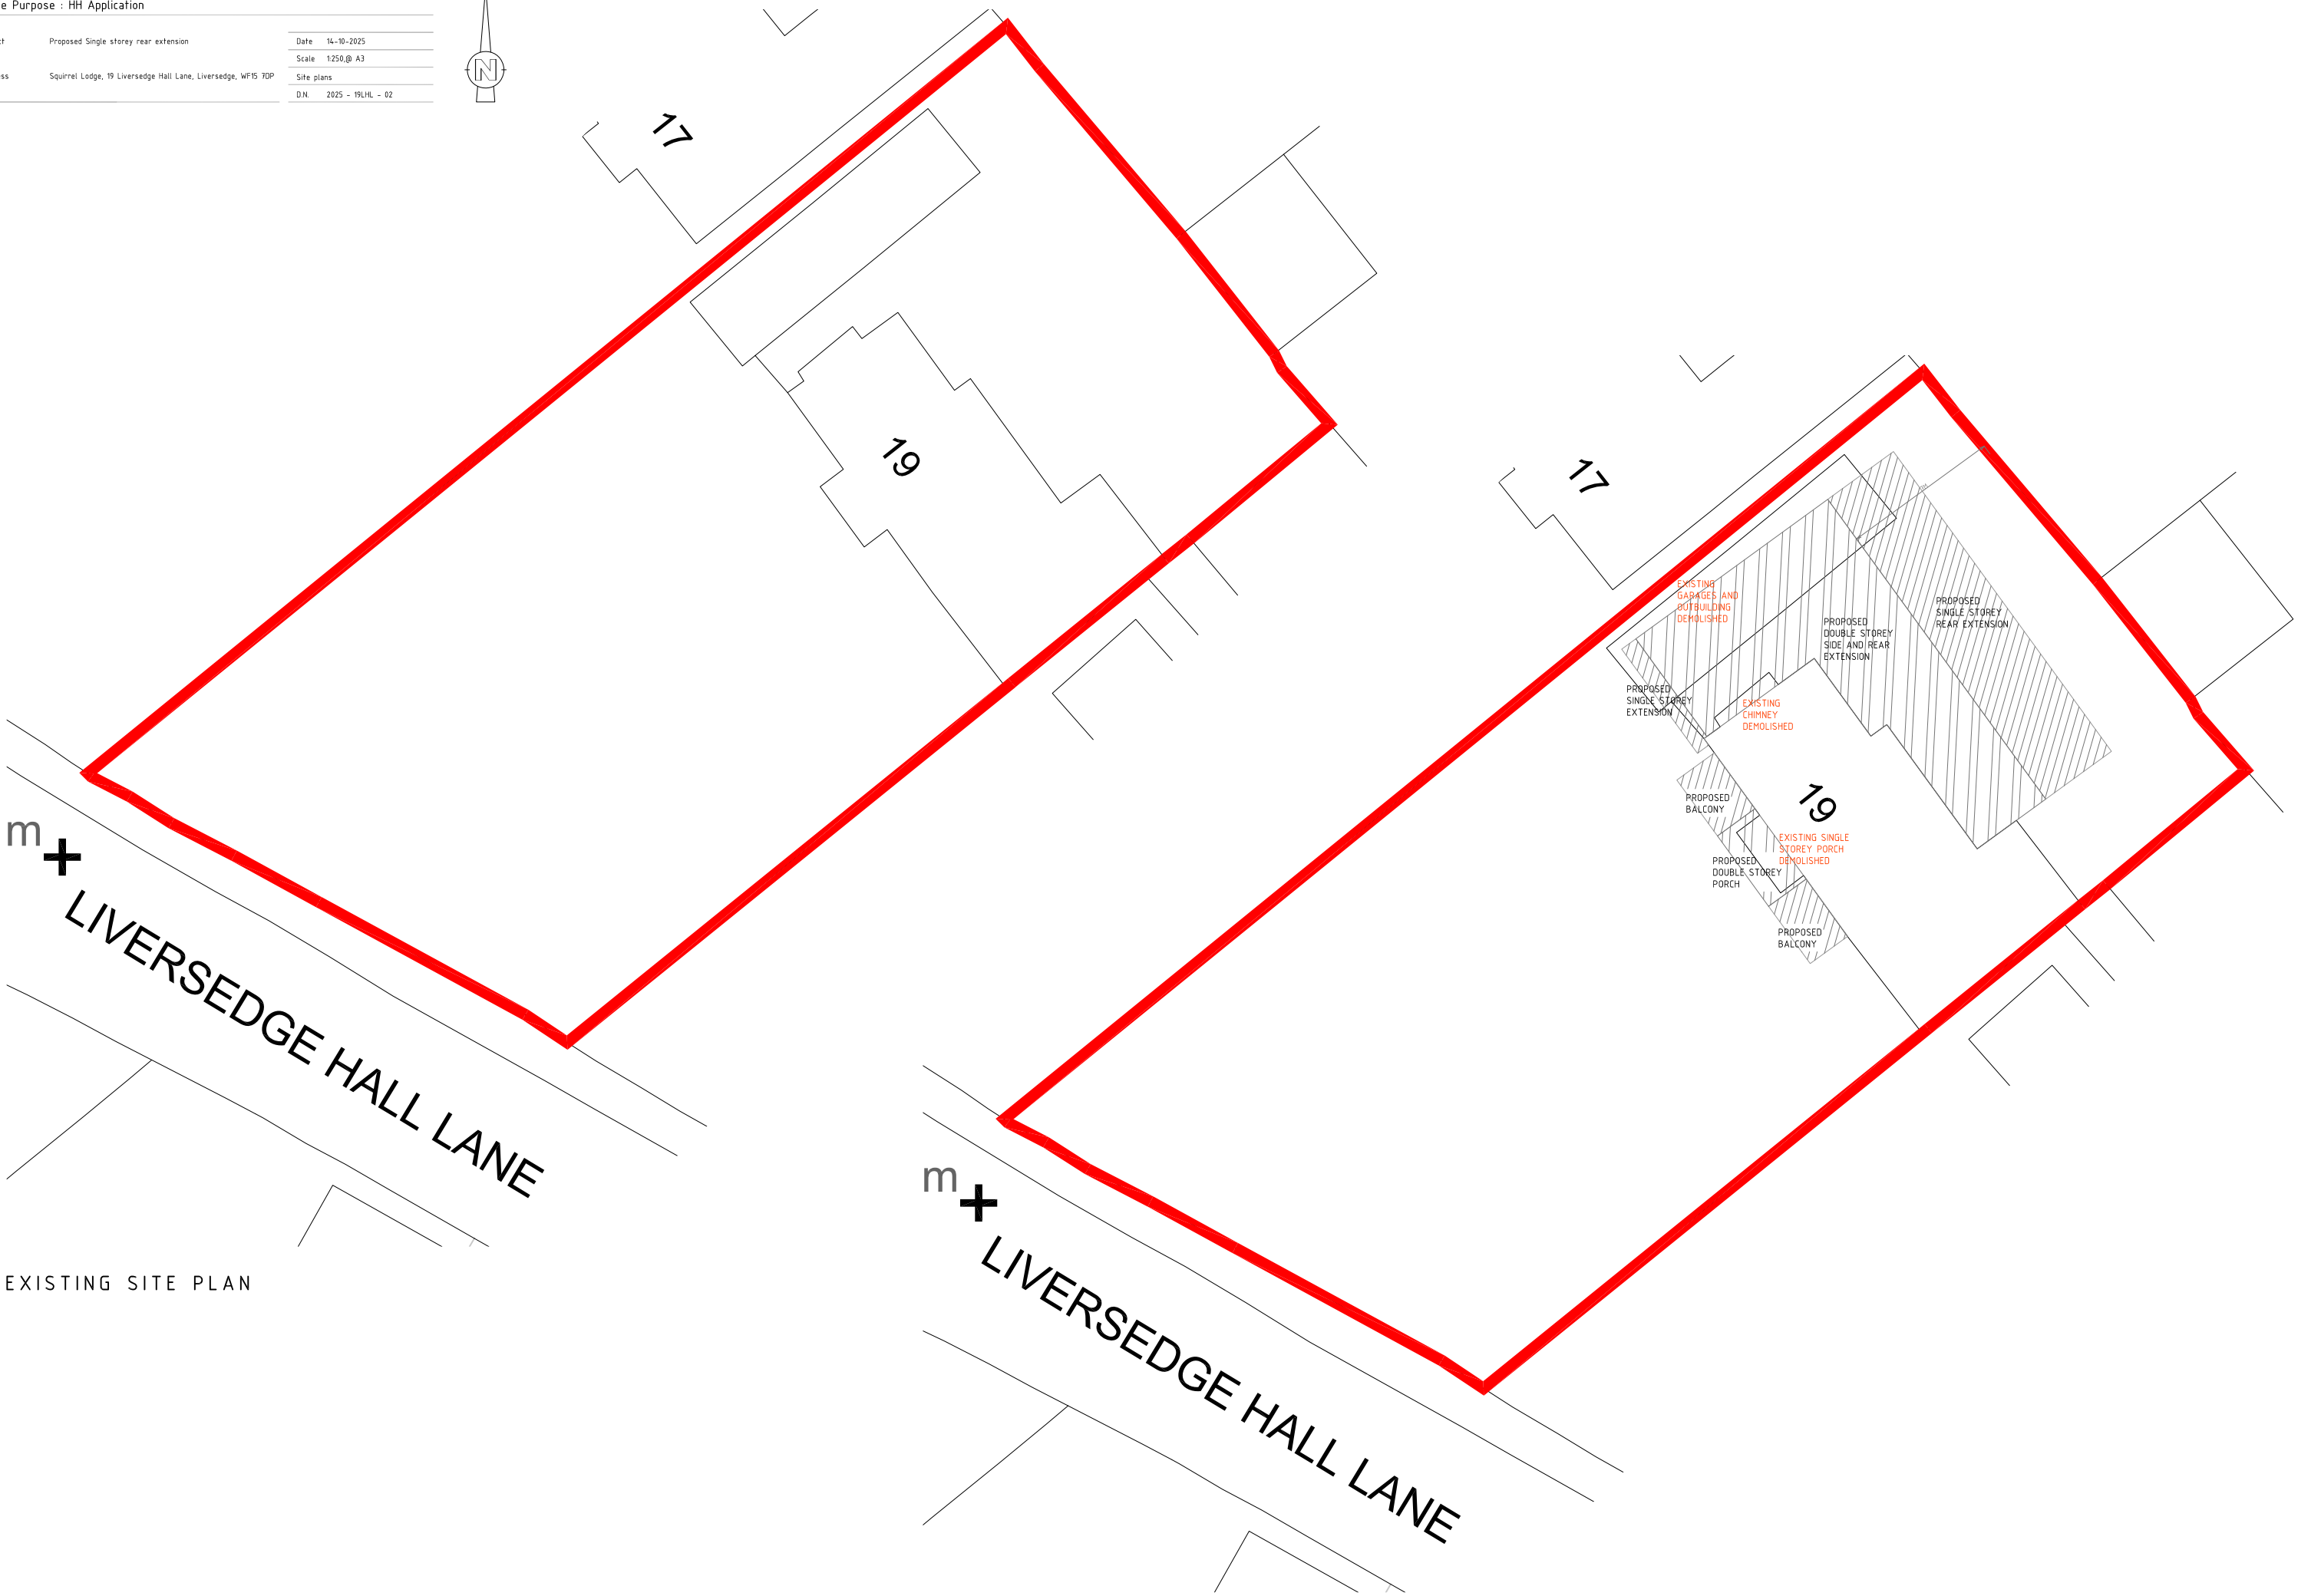 e Purpose : HH Application
ct Proposed Single storey rear extension
ss Squirrel Lodge, 19 Liversedge Hall Lane, Liversedge, WF15 7DP
Date 14-10-2025
Scale 1:250,@ A3
Site plans
D.N. 2025 - 19LHL - 02
N
17
19
m
LIVERSEDGE HALL LANE
EXISTING SITE PLAN
17
EXISTING
GARAGES AND
OUTBUILDING
DEMOLISHED
PROPOSED
SINGLE STOREY
REAR EXTENSION
PROPOSED
DOUBLE STOREY
SIDE AND REAR
EXTENSION
PROPOSED
SINGLE STOREY
EXTENSION
EXISTING
CHIMNEY
DEMOLISHED
19
PROPOSED
BALCONY
EXISTING SINGLE
STOREY PORCH
DEMOLISHED
PROPOSED
DOUBLE STOREY
PORCH
PROPOSED
BALCONY
m
LIVERSEDGE HALL LANE